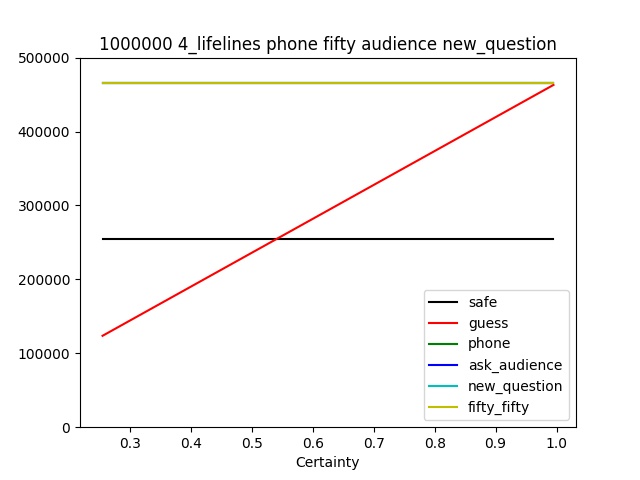 1000000 4_lifelines phone fifty audience new_question
500000
400000
300000
200000
100000
0
safe
guess
phone
ask_audience
new_question
fifty_fifty
0.3 0.4 0.5 0.6 0.7 0.8 0.9 1.0
Certainty